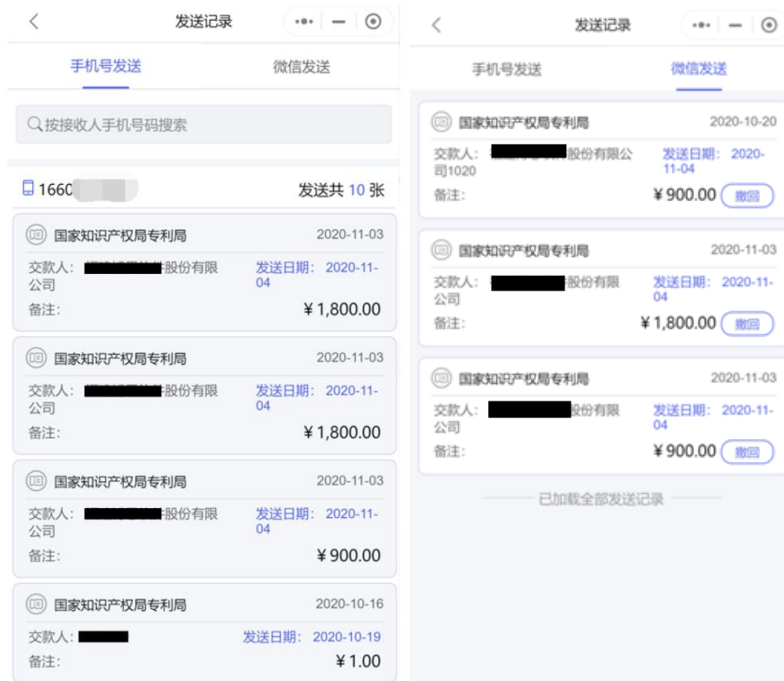 发送记录
手机号发送 微信发送
按接收人手机号码搜索
1660 发送共 10 张
国家知识产权局专利局 2020-11-03
交款人： 股份有限 发送日期： 2020-11-
公司 04
备注： ¥ 1,800.00
国家知识产权局专利局 2020-11-03
交款人： 股份有限 发送日期： 2020-11-
公司 04
备注： ¥ 1,800.00
国家知识产权局专利局 2020-11-03
交款人： 股份有限 发送日期： 2020-11-
公司 04
备注： ¥ 900.00
国家知识产权局专利局 2020-10-16
交款人： 发送日期： 2020-10-19
备注： ¥ 1.00
发送记录
手机号发送 微信发送
国家知识产权局专利局 2020-10-20
交款人： 股份有限公 发送日期： 2020-
司1020 11-04
备注： ¥ 900.00 撤回
国家知识产权局专利局 2020-11-03
交款人： 股份有限 发送日期： 2020-11-
公司 04
备注： ¥ 1,800.00 撤回
国家知识产权局专利局 2020-11-03
交款人： 股份有限 发送日期： 2020-11-
公司 04
备注： ¥ 900.00 撤回
已加载全部发送记录